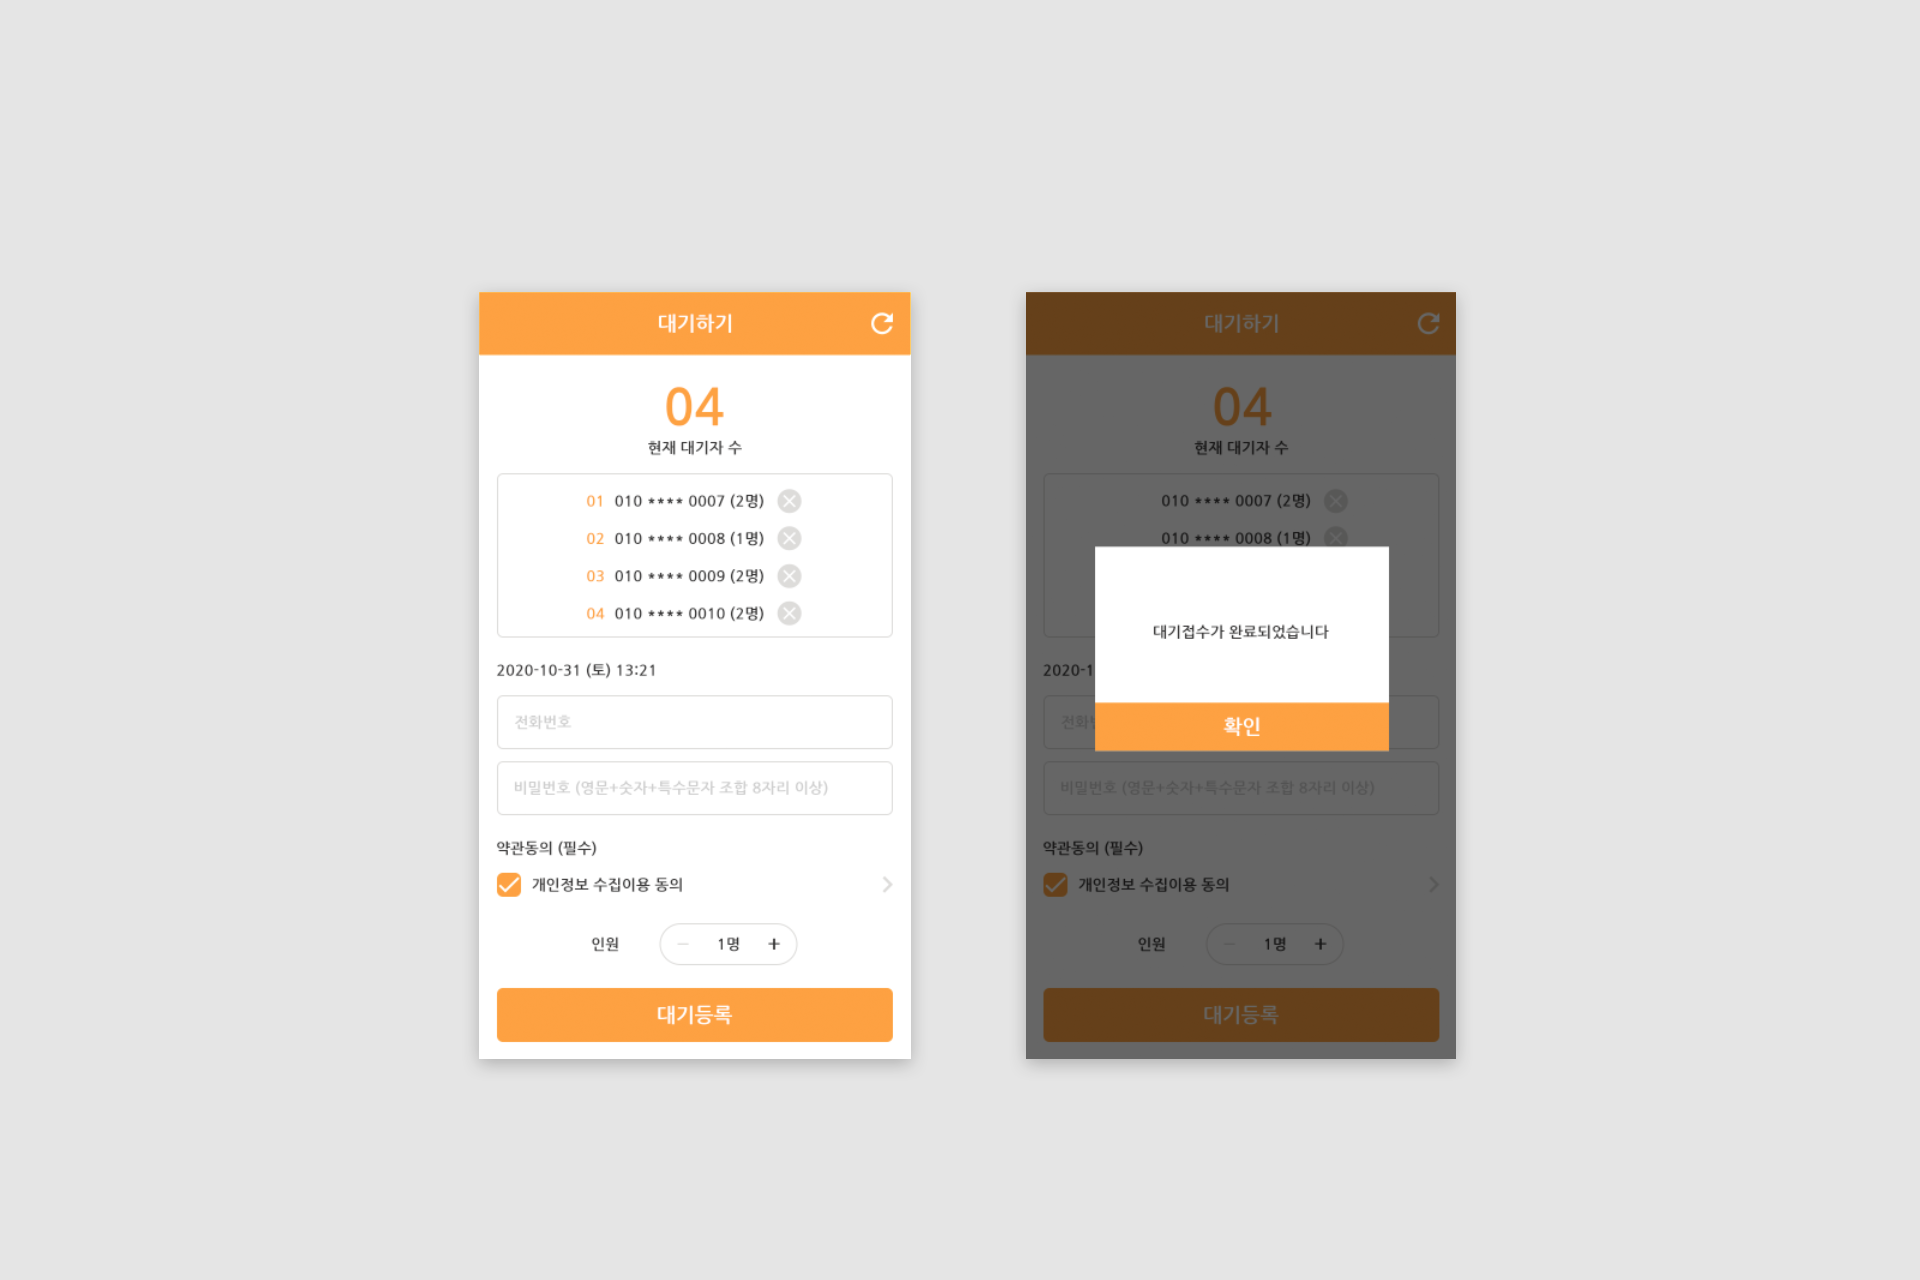 대기하기
04
현재 대기자 수
01 010 **** 0007 (2명)
02 010 **** 0008 (1명)
03 010 **** 0009 (2명)
04 010 **** 0010 (2명)
2020-10-31 (토) 13:21
전화번호
비밀번호 (영문+숫자+특수문자 조합 8자리 이상)
약관동의 (필수)
개인정보 수집이용 동의
인원 − 1명 +
대기등록
대기하기
04
현재 대기자 수
010 **** 0007 (2명)
010 **** 0008 (1명)
대기접수가 완료되었습니다
2020-1
전화
확인
비밀번호 (영문+숫자+특수문자 조합 8자리 이상)
약관동의 (필수)
개인정보 수집이용 동의
인원 − 1명 +
대기등록